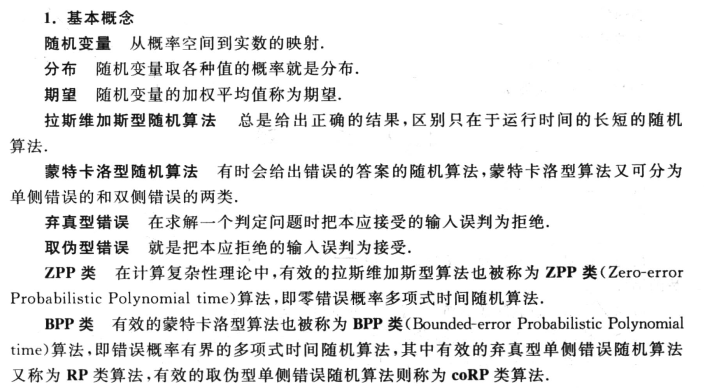 1. 基本概念
随机变量 从概率空间到实数的映射.
分布 随机变量取各种值的概率就是分布.
期望 随机变量的加权平均值称为期望.
拉斯维加斯型随机算法 总是给出正确的结果,区别只在于运行时间的长短的随机
算法.
蒙特卡洛型随机算法 有时会给出错误的答案的随机算法,蒙特卡洛型算法又可分为
单侧错误的和双侧错误的两类.
弃真型错误 在求解一个判定问题时把本应接受的输入误判为拒绝.
取伪型错误 就是把本应拒绝的输入误判为接受.
ZPP 类 在计算复杂性理论中,有效的拉斯维加斯型算法也被称为 ZPP 类(Zero-error
Probabilistic Polynomial time)算法,即零错误概率多项式时间随机算法.
BPP 类 有效的蒙特卡洛型算法也被称为 BPP 类(Bounded-error Probabilistic Polynomial
time)算法,即错误概率有界的多项式时间随机算法,其中有效的弃真型单侧错误随机算法
又称为 RP 类算法,有效的取伪型单侧错误随机算法则称为 coRP 类算法.